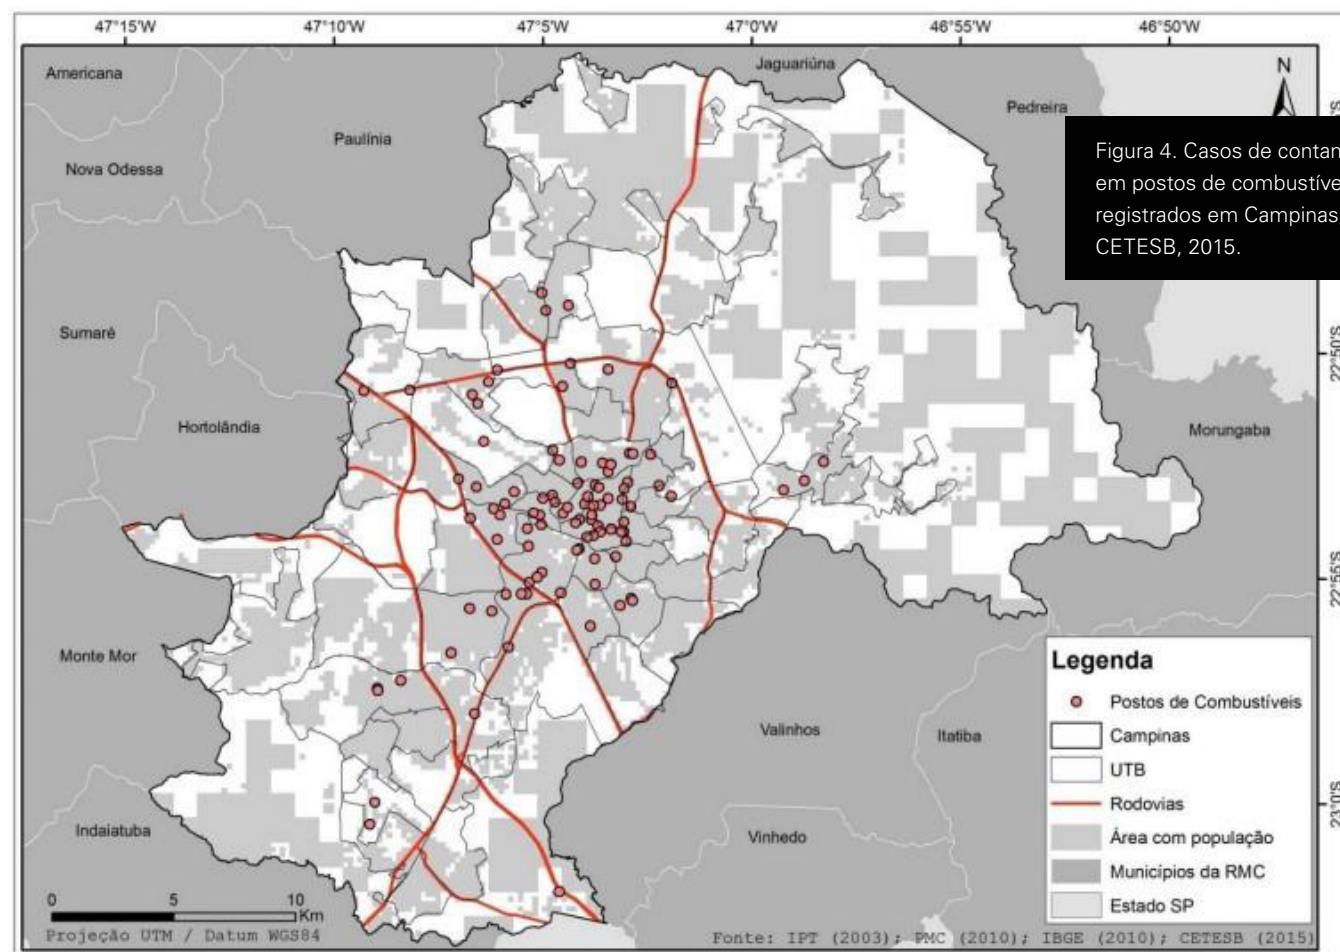 47°15'W 47°10'W 47°5'W 47°0'W 46°55'W 46°50'W
Americana
Jaguariúna
N
Pedreira
Paulínia
Nova Odessa
Figura 4. Casos de
em postos de
registrados em Campinas
CETESB, 2015.
Sumaré
22°50'S
Hortolândia
Morungaba
22°55'S
Monte Mor
Legenda
Postos de Combustíveis
Campinas
UTB
Rodovias
Área com população
Municípios da RMC
Estado SP
Valinhos
Itatiba
23°0'S
Indaiatuba
Vinhedo
0 5 10
Km
Projeção UTM / Datum WGS84
Fonte: IPT (2003); PMC (2010); IBGE (2010); CETESB (2015)